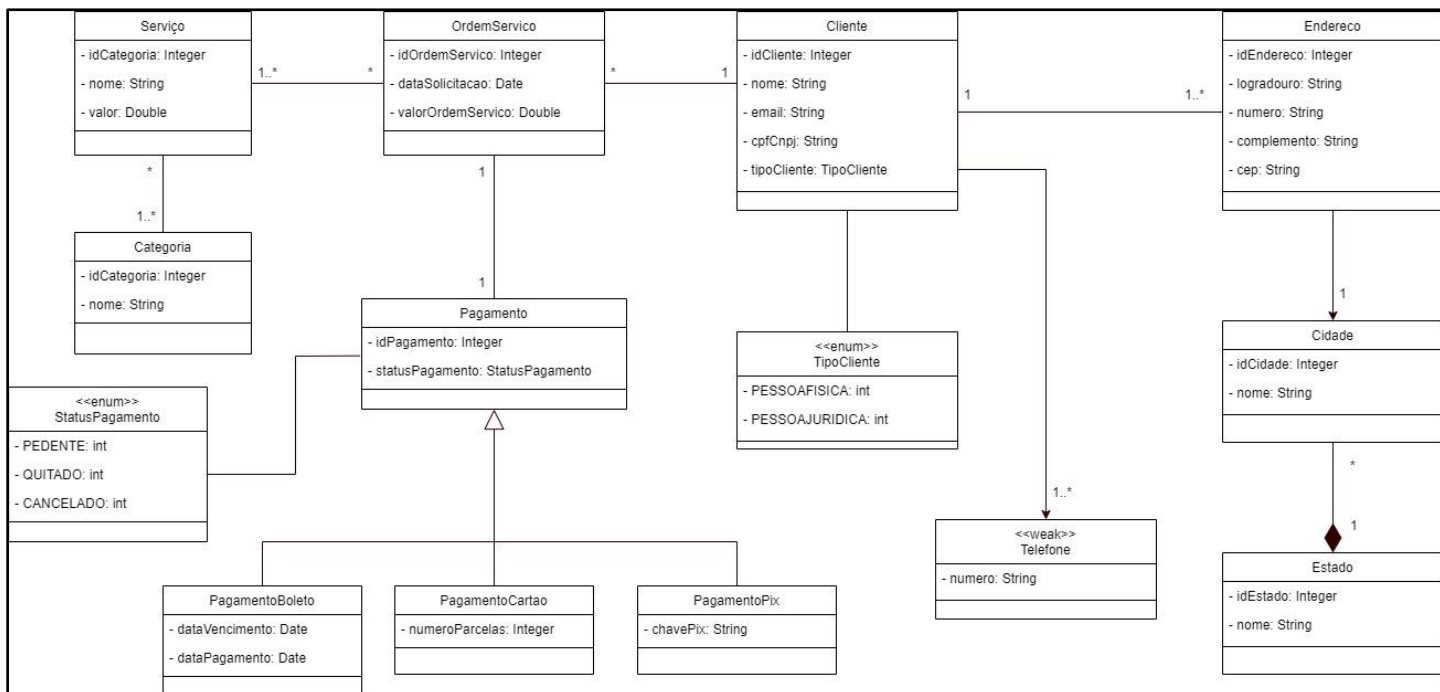 Serviço
- idCategoria: Integer
- nome: String
- valor: Double
1..*
*
OrdemServico
- idOrdemServico: Integer
- dataSolicitacao: Date
- valorOrdemServico: Double
*
1
Cliente
- idCliente: Integer
- nome: String
- email: String
- cpfCnpj: String
- tipoCliente: TipoCliente
1
1..*
Endereco
- idEndereco: Integer
- logradouro: String
- numero: String
- complemento: String
- cep: String
*
1..*
Categoria
- idCategoria: Integer
- nome: String
1
1
Pagamento
- idPagamento: Integer
- statusPagamento: StatusPagamento
<<enum>>
TipoCliente
- PESSOAFISICA: int
- PESSOAJURIDICA: int
1
Cidade
- idCidade: Integer
- nome: String
<<enum>>
StatusPagamento
- PEDENTE: int
- QUITADO: int
- CANCELADO: int
1..*
<<weak>>
Telefone
- numero: String
*
1
Estado
- idEstado: Integer
- nome: String
PagamentoBoleto
- dataVencimento: Date
- dataPagamento: Date
PagamentoCartao
- numeroParcelas: Integer
PagamentoPix
- chavePix: String